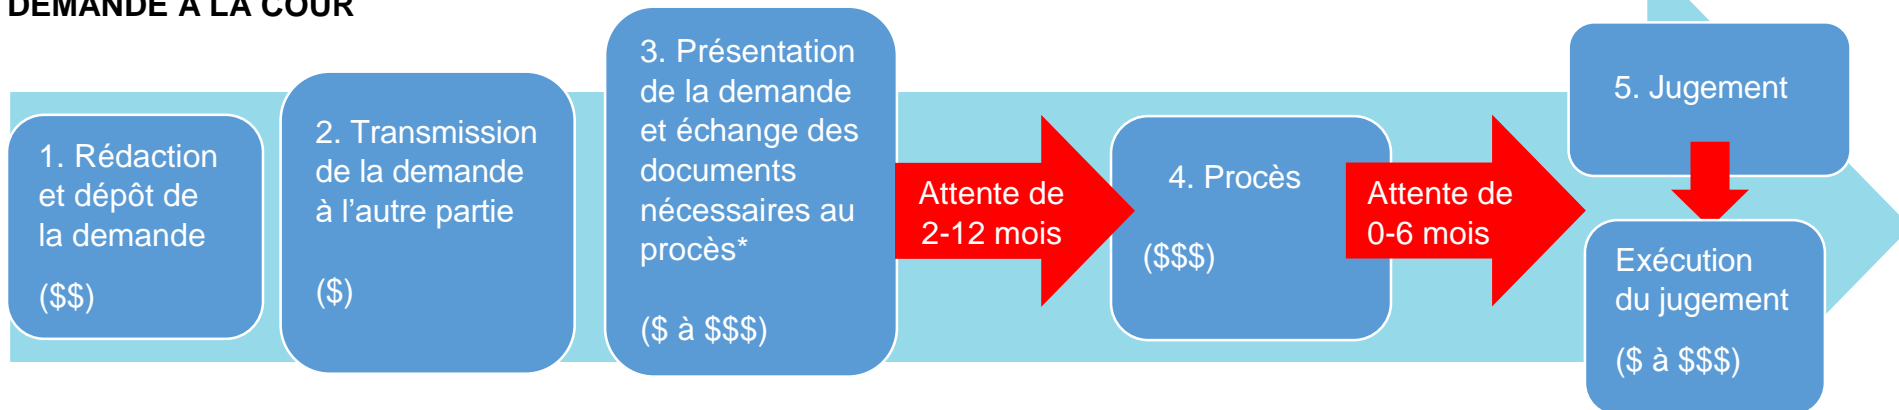 DEMANDE À LA COUR
1. Rédaction
et dépôt de
la demande
($$)
2. Transmission
de la demande
à l’autre partie
($)
3. Présentation
de la demande
et échange des
documents
nécessaires au
procès*
($ à $$$)
Attente de
2-12 mois
4. Procès
($$$)
Attente de
0-6 mois
5. Jugement
Exécution
du jugement
($ à $$$)